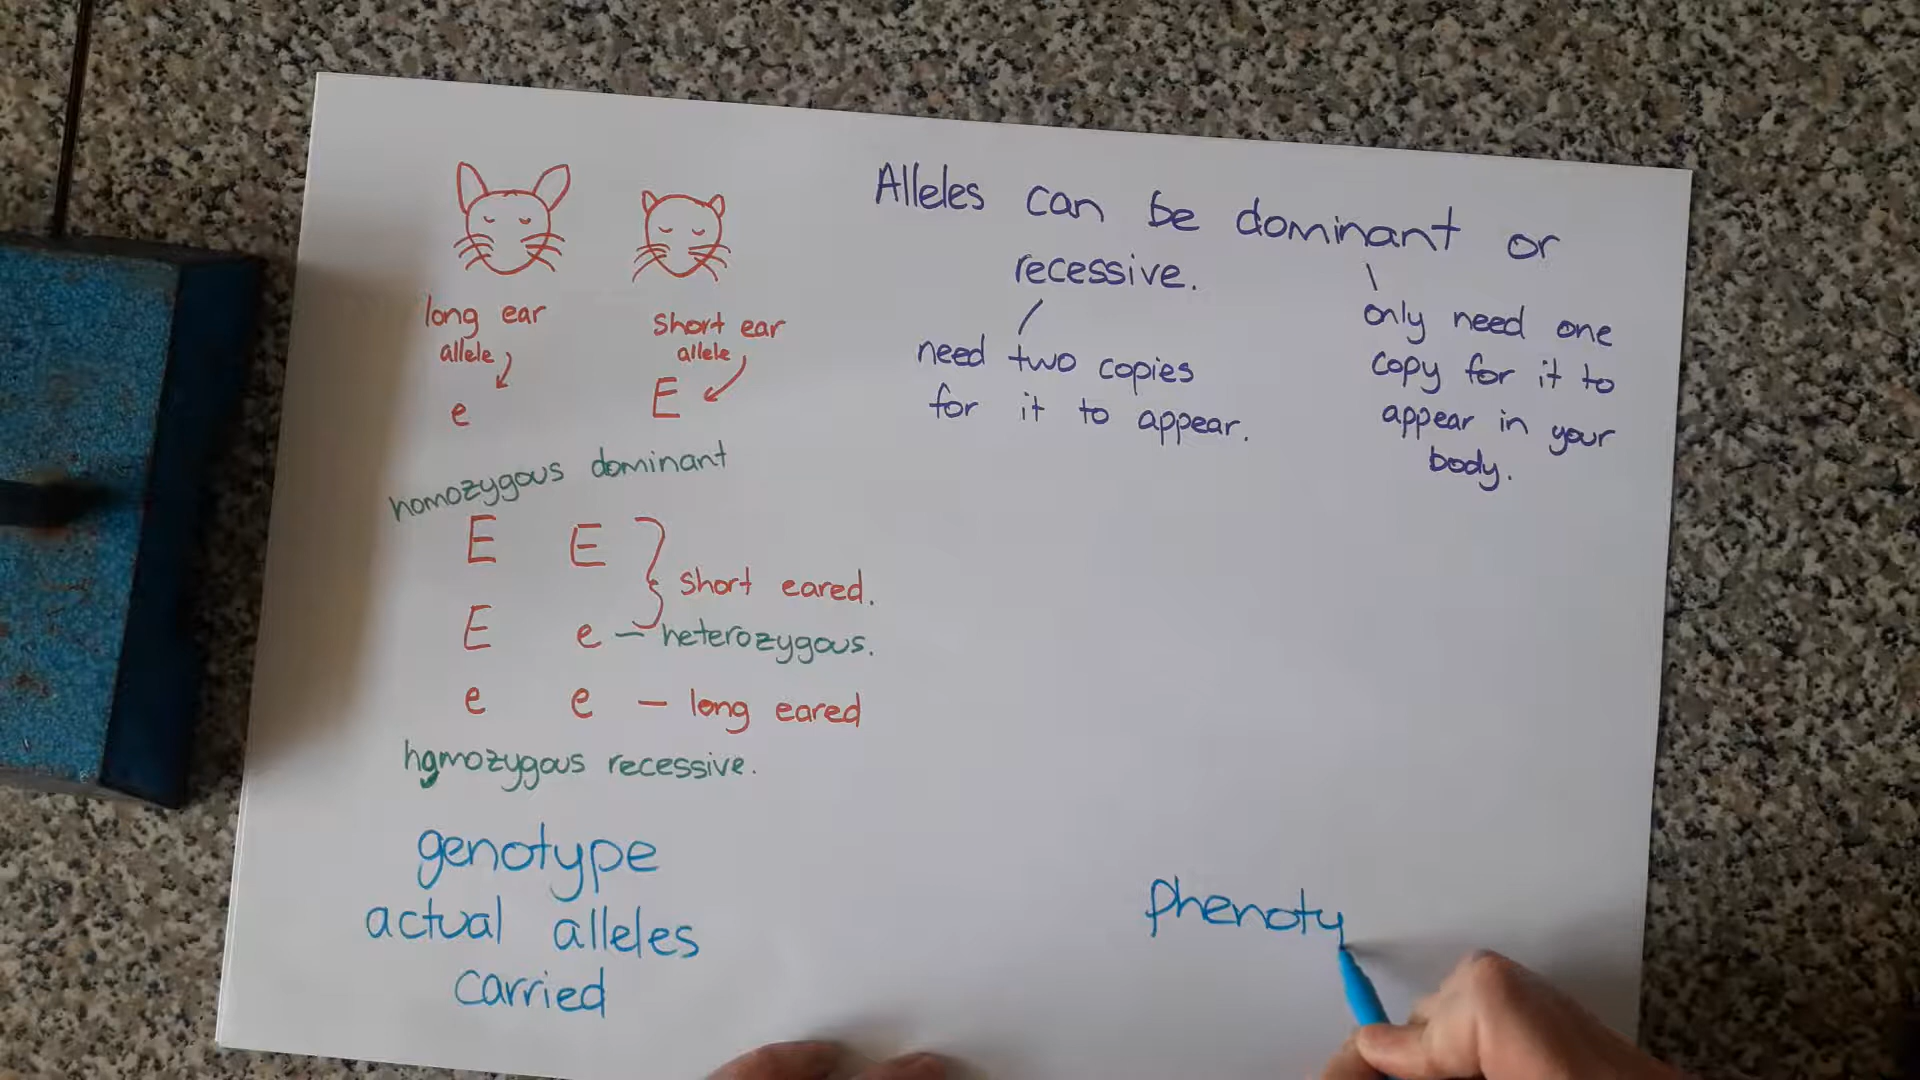 Alleles can be dominant or
recessive.
need two copies
for it to appear.
only need one
copy for it to
appear in your
body.
long ear
allele
e
short ear
allele
E
homozygous dominant
E E
short eared.
E e — heterozygous.
e e — long eared
homozygous recessive.
genotype
actual alleles
carried
phenoty